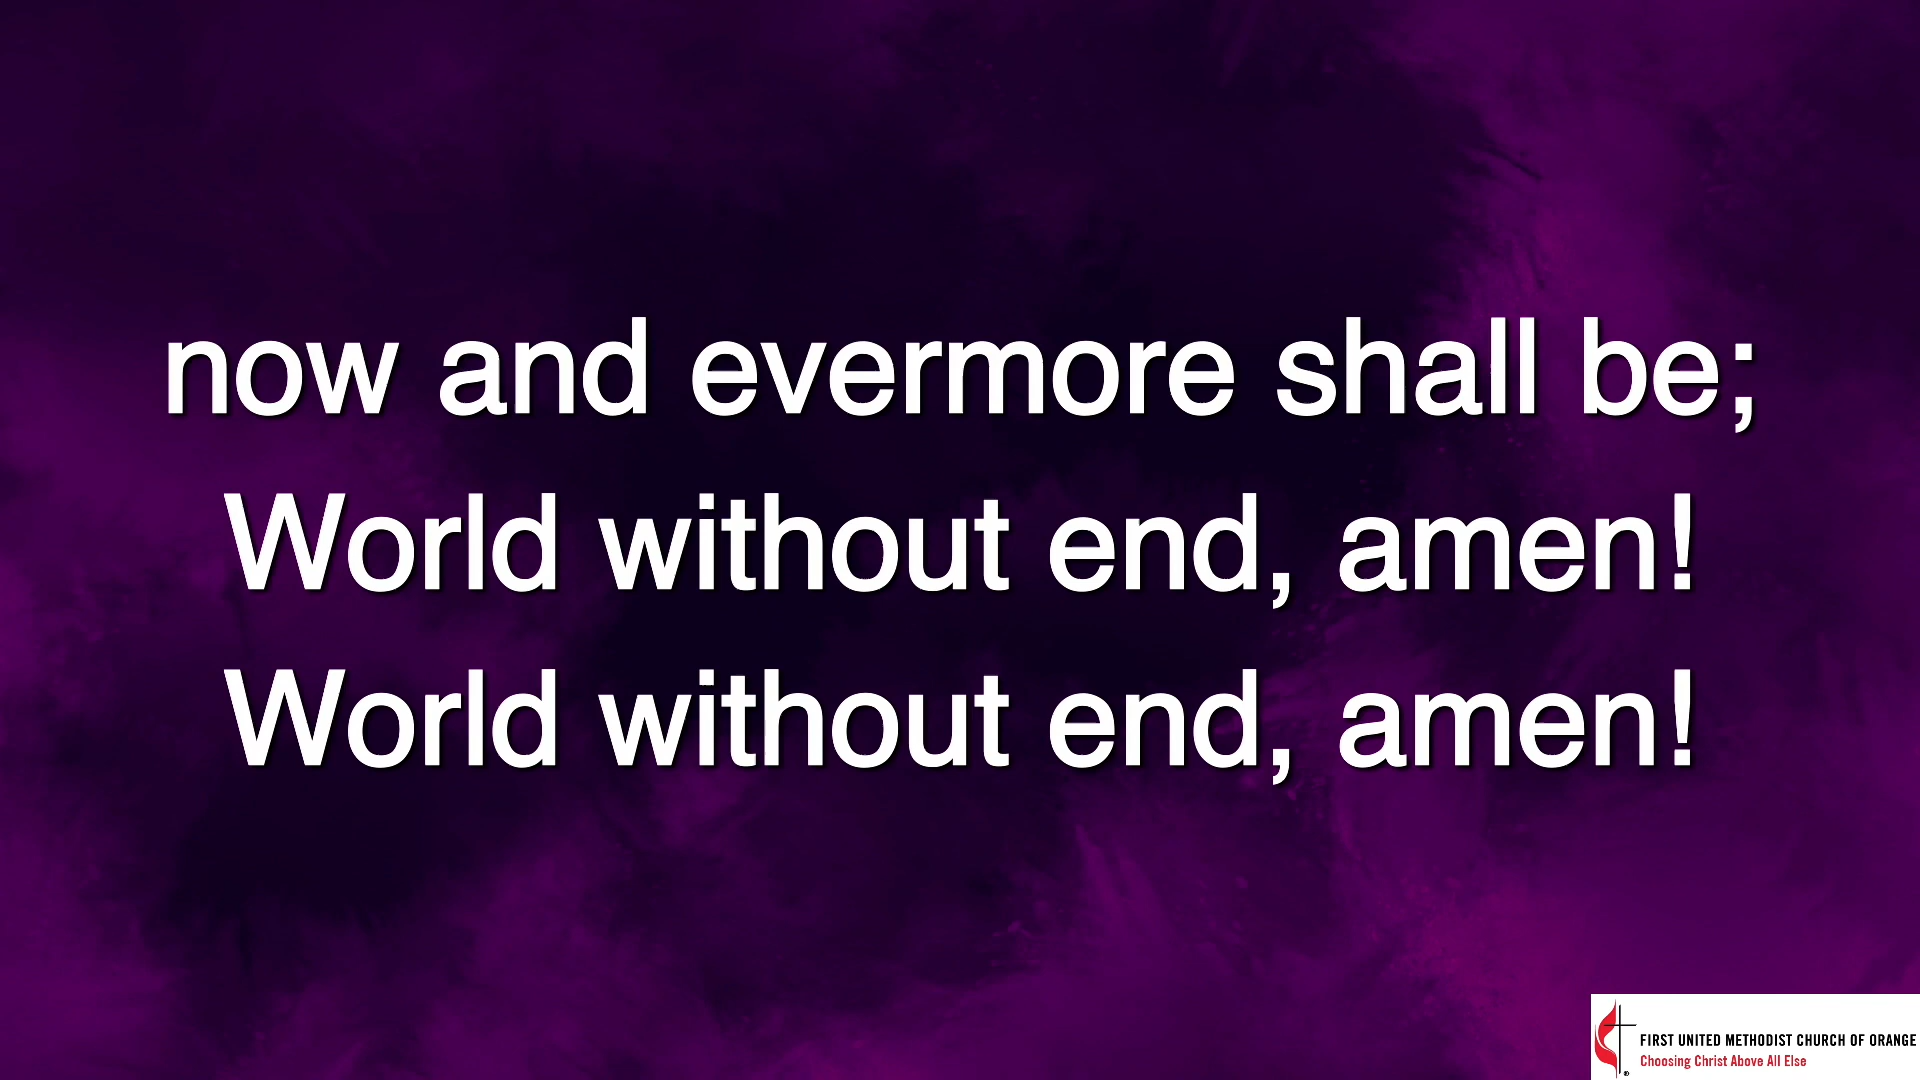 now and evermore shall be;
World without end, amen!
World without end, amen!
FIRST UNITED METHODIST CHURCH OF ORANGE
Choosing Christ Above All Else